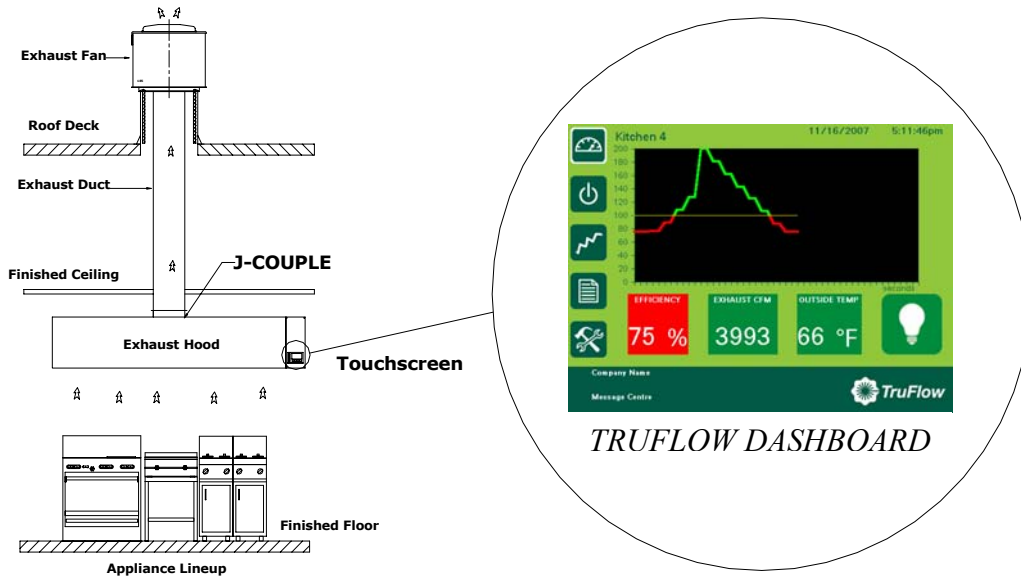 Exhaust Fan
Roof Deck
Exhaust Duct
Finished Ceiling
J-COUPLE
Exhaust Hood
Touchscreen
Finished Floor
Appliance Lineup
Kitchen 4
11/16/2007 5:11:46pm
200
180
160
140
120
100
80
60
40
20
0
seconds
EFFICIENCY
75 %
EXHAUST CFM
3993
OUTSIDE TEMP
66 °F
Company Name
Message Centre
TruFlow
TRUFLOW DASHBOARD